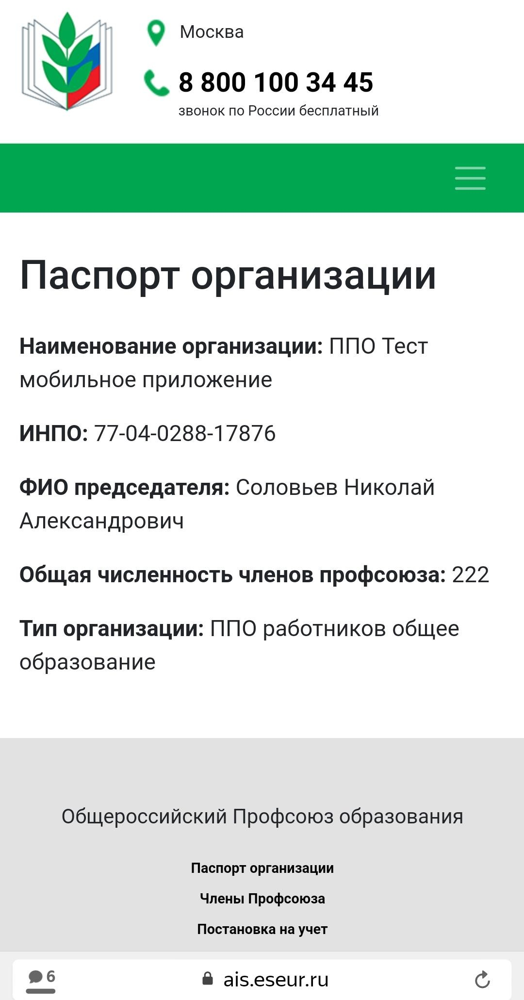 Москва
8 800 100 34 45
звонок по России бесплатный
Паспорт организации
Наименование организации: ППО Тест
мобильное приложение
ИНПО: 77-04-0288-17876
ФИО председателя: Соловьев Николай
Александрович
Общая численность членов профсоюза: 222
Тип организации: ППО работников общее
образование
Общероссийский Профсоюз образования
Паспорт организации
Члены Профсоюза
Постановка на учет
6
ais.eseur.ru